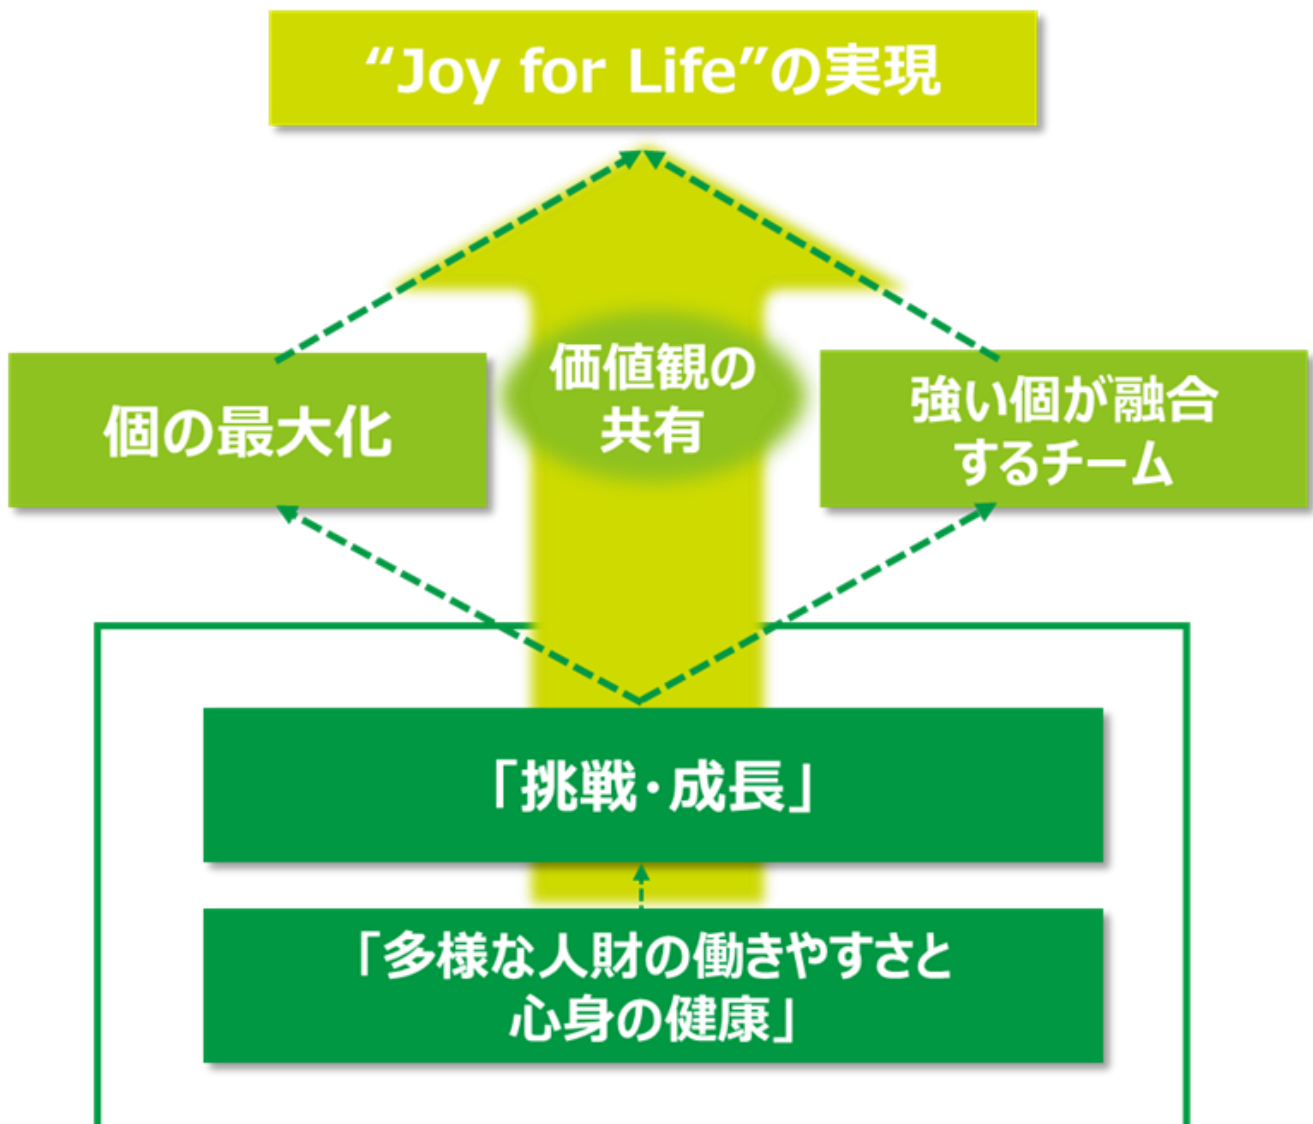 “Joy for Life”の実現
価値観の
共有
個の最大化
強い個が融合
するチーム
「挑戦・成長」
「多様な人財の働きやすさと
心身の健康」